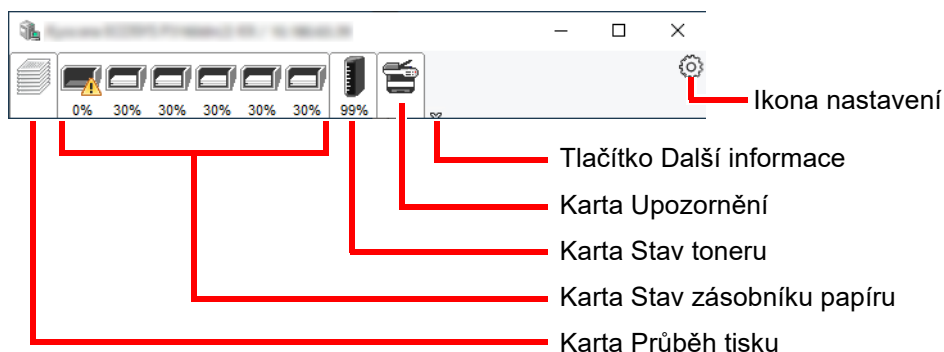 0% 30% 30% 30% 30% 30% 99%
Ikona nastavení
Tlačítko Další informace
Karta Upozornění
Karta Stav toneru
Karta Stav zásobníku papíru
Karta Průběh tisku